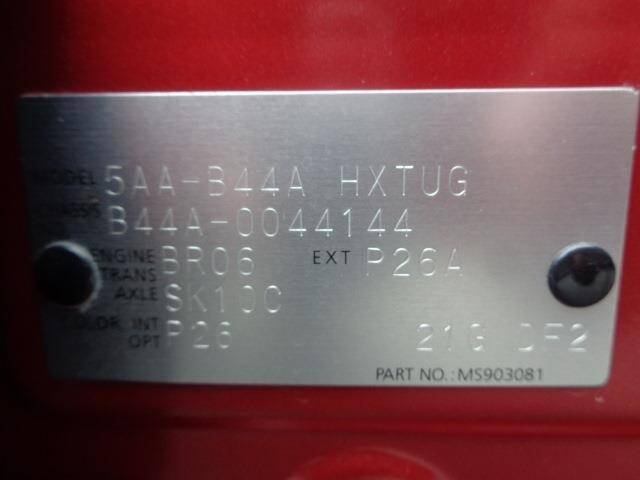 MODEL 5AA-B44A HXTUG
CHASSIS B44A-0044144
ENGINE BR06 EXT P26A
TRANS
AXLE SK10C
COLOR, INT P26 21G DF2
OPT
PART NO.: MS903081